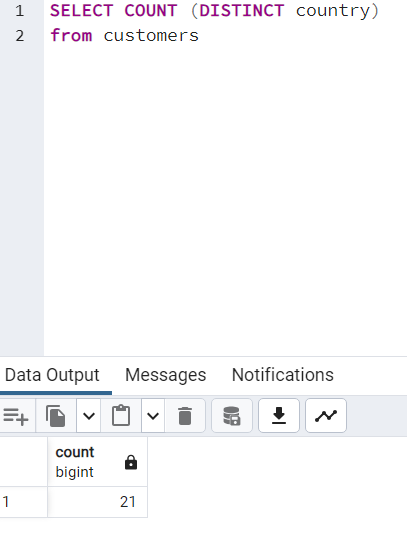 1 SELECT COUNT (DISTINCT country)
2 from customers
Data Output Messages Notifications
count
bigint
1 21